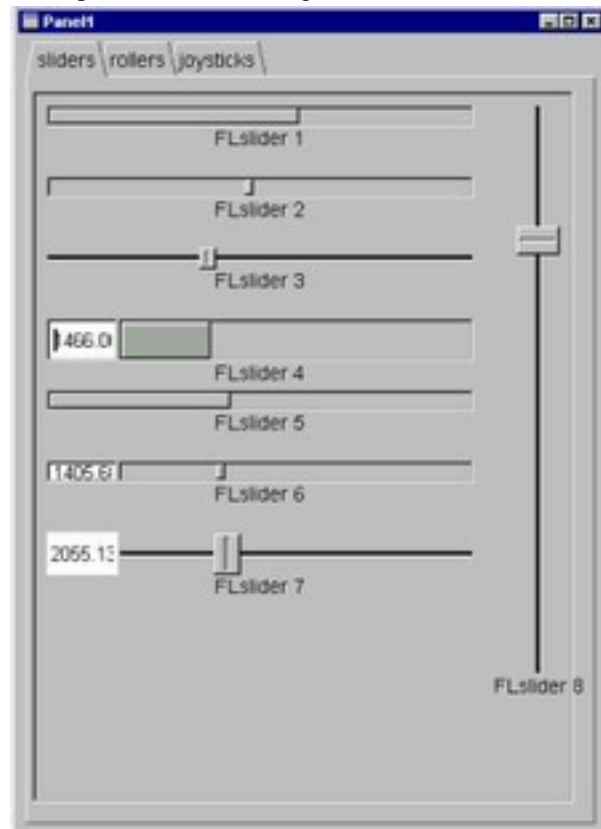 Panel1
sliders rollers joysticks
FLslider 1
FLslider 2
FLslider 3
FLslider 4
FLslider 5
1405.6
FLslider 6
2055.13
FLslider 7
FLslider 8